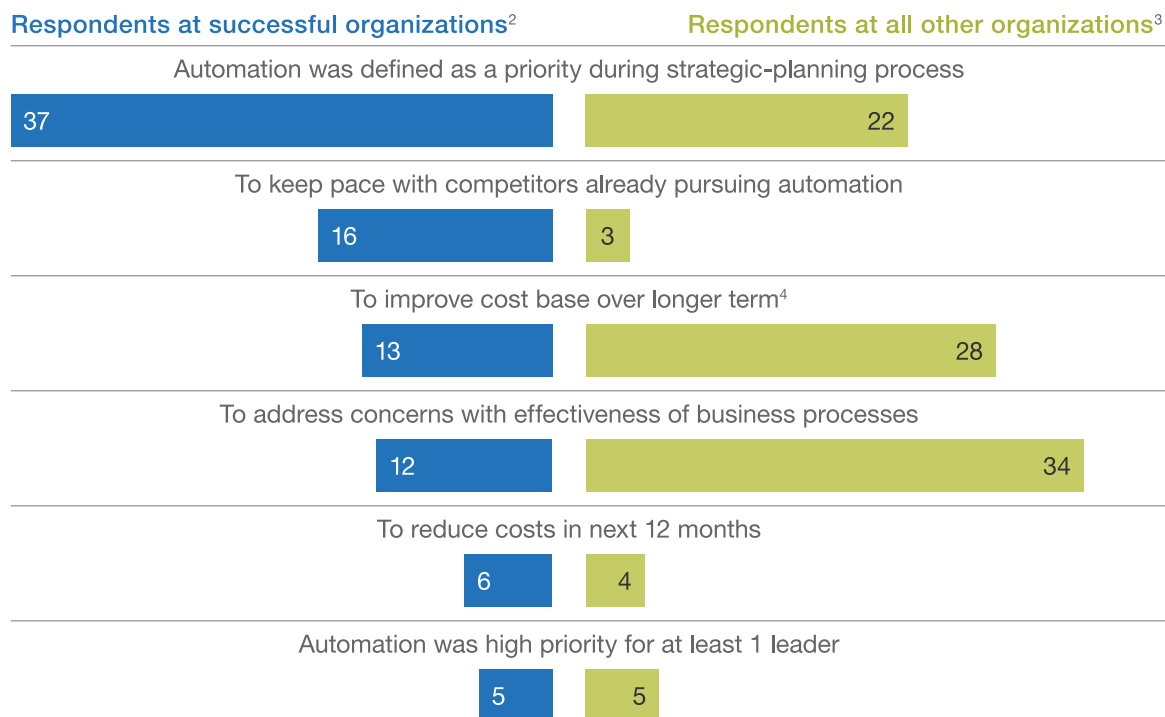 Respondents at successful organizations² Respondents at all other organizations³
Automation was defined as a priority during strategic-planning process
37 22
To keep pace with competitors already pursuing automation
16 3
To improve cost base over longer term⁴
13 28
To address concerns with effectiveness of business processes
12 34
To reduce costs in next 12 months
6 4
Automation was high priority for at least 1 leader
5 5